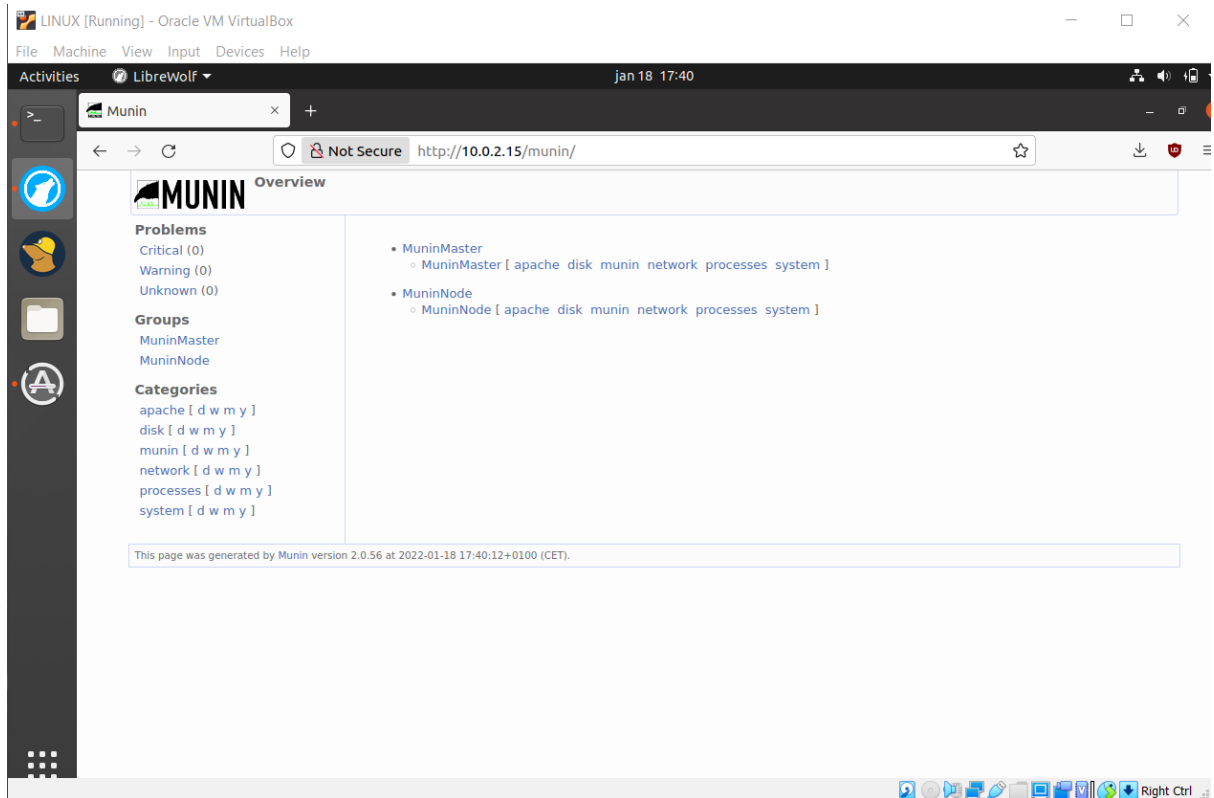 LINUX [Running] - Oracle VM VirtualBox
File Machine View Input Devices Help
Activities LibreWolf jan 18 17:40
Munin
Not Secure http://10.0.2.15/munin/
MUNIN Overview
Problems
Critical (0)
Warning (0)
Unknown (0)
Groups
MuninMaster
MuninNode
Categories
apache [ d w m y ]
disk [ d w m y ]
munin [ d w m y ]
network [ d w m y ]
processes [ d w m y ]
system [ d w m y ]
MuninMaster
MuninMaster [ apache disk munin network processes system ]
MuninNode
MuninNode [ apache disk munin network processes system ]
This page was generated by Munin version 2.0.56 at 2022-01-18 17:40:12+0100 (CET).
Right Ctrl